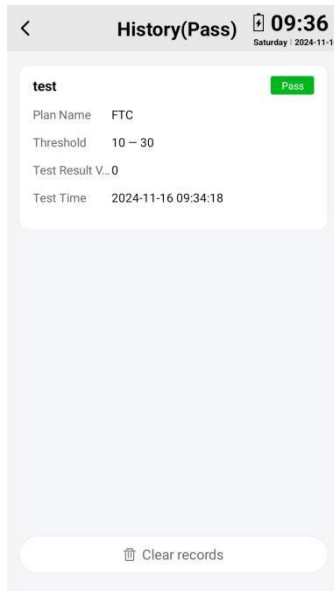 History(Pass)
09:36
Saturday | 2024-11-1
test
Pass
Plan Name FTC
Threshold 10 — 30
Test Result V... 0
Test Time 2024-11-16 09:34:18
Clear records